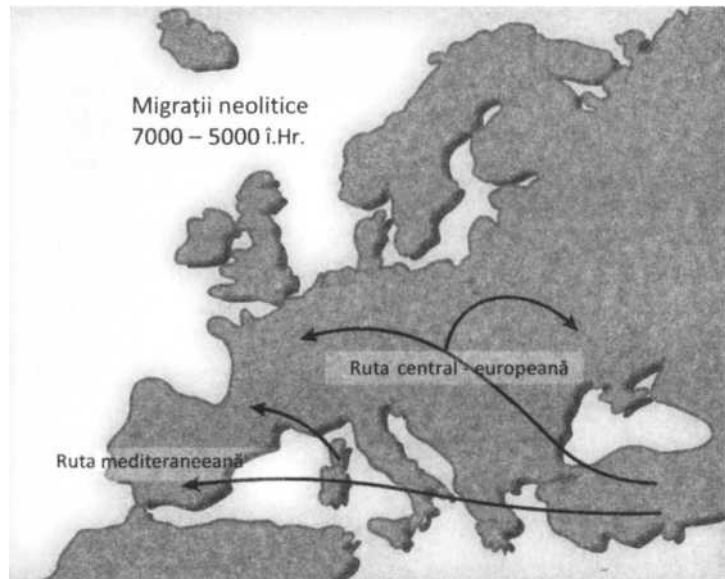 Migrații neolitice
7000 – 5000 î.Hr.
Ruta central - europeană
Ruta mediteraneeană